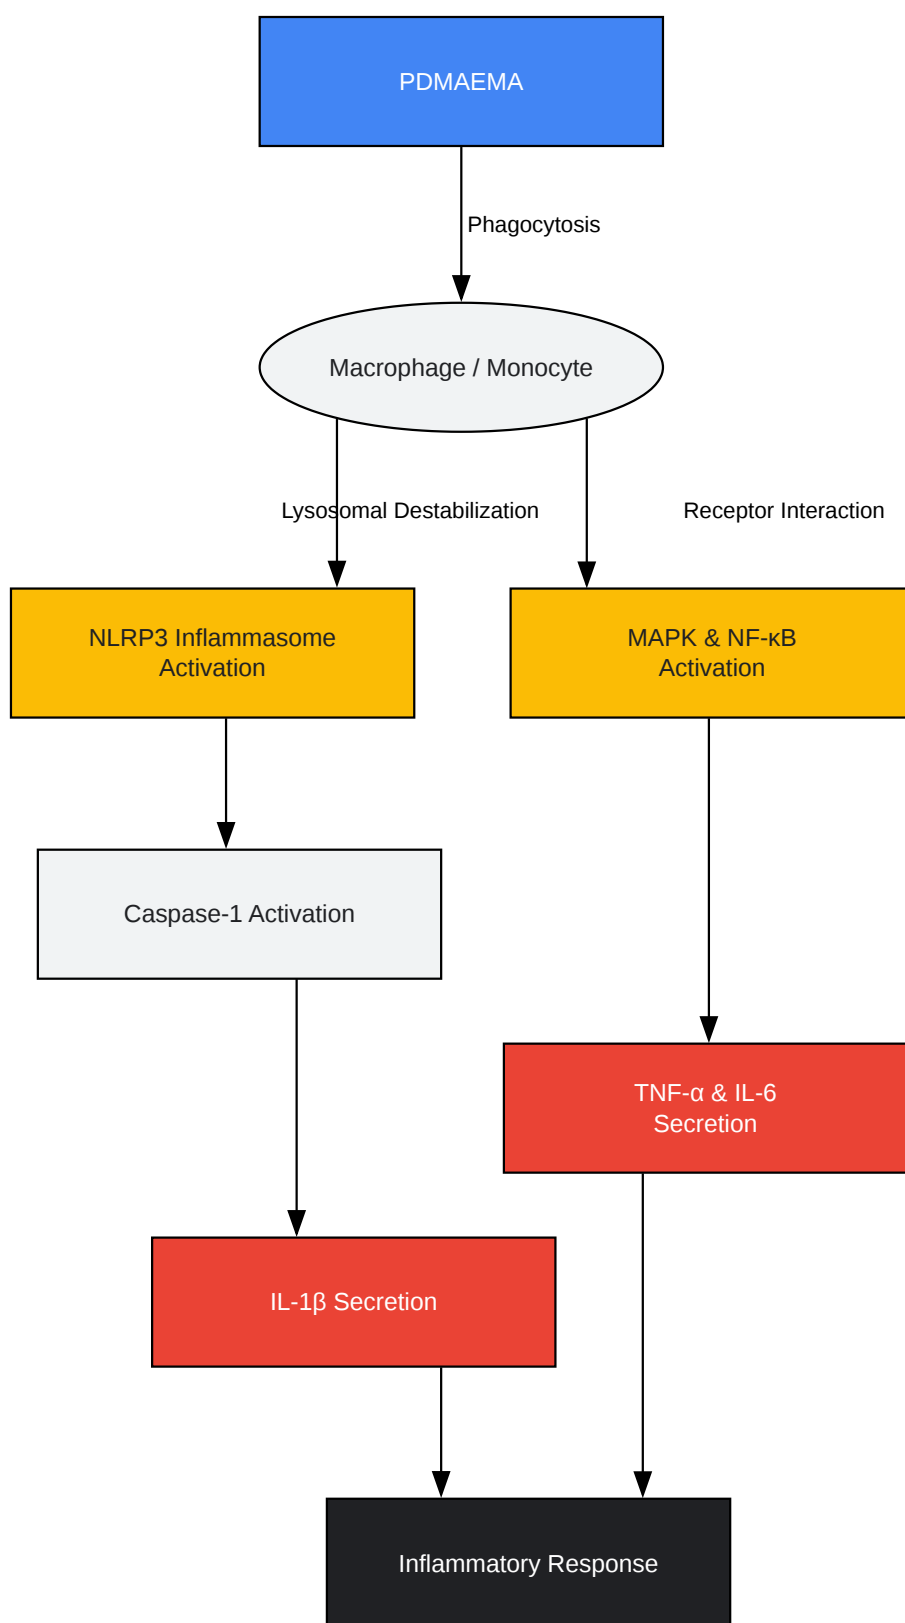 PDMAEMA
Phagocytosis
Macrophage / Monocyte
Lysosomal Destabilization
Receptor Interaction
NLRP3 Inflammasome
Activation
MAPK & NF-κB
Activation
Caspase-1 Activation
TNF-α & IL-6
Secretion
IL-1β Secretion
Inflammatory Response